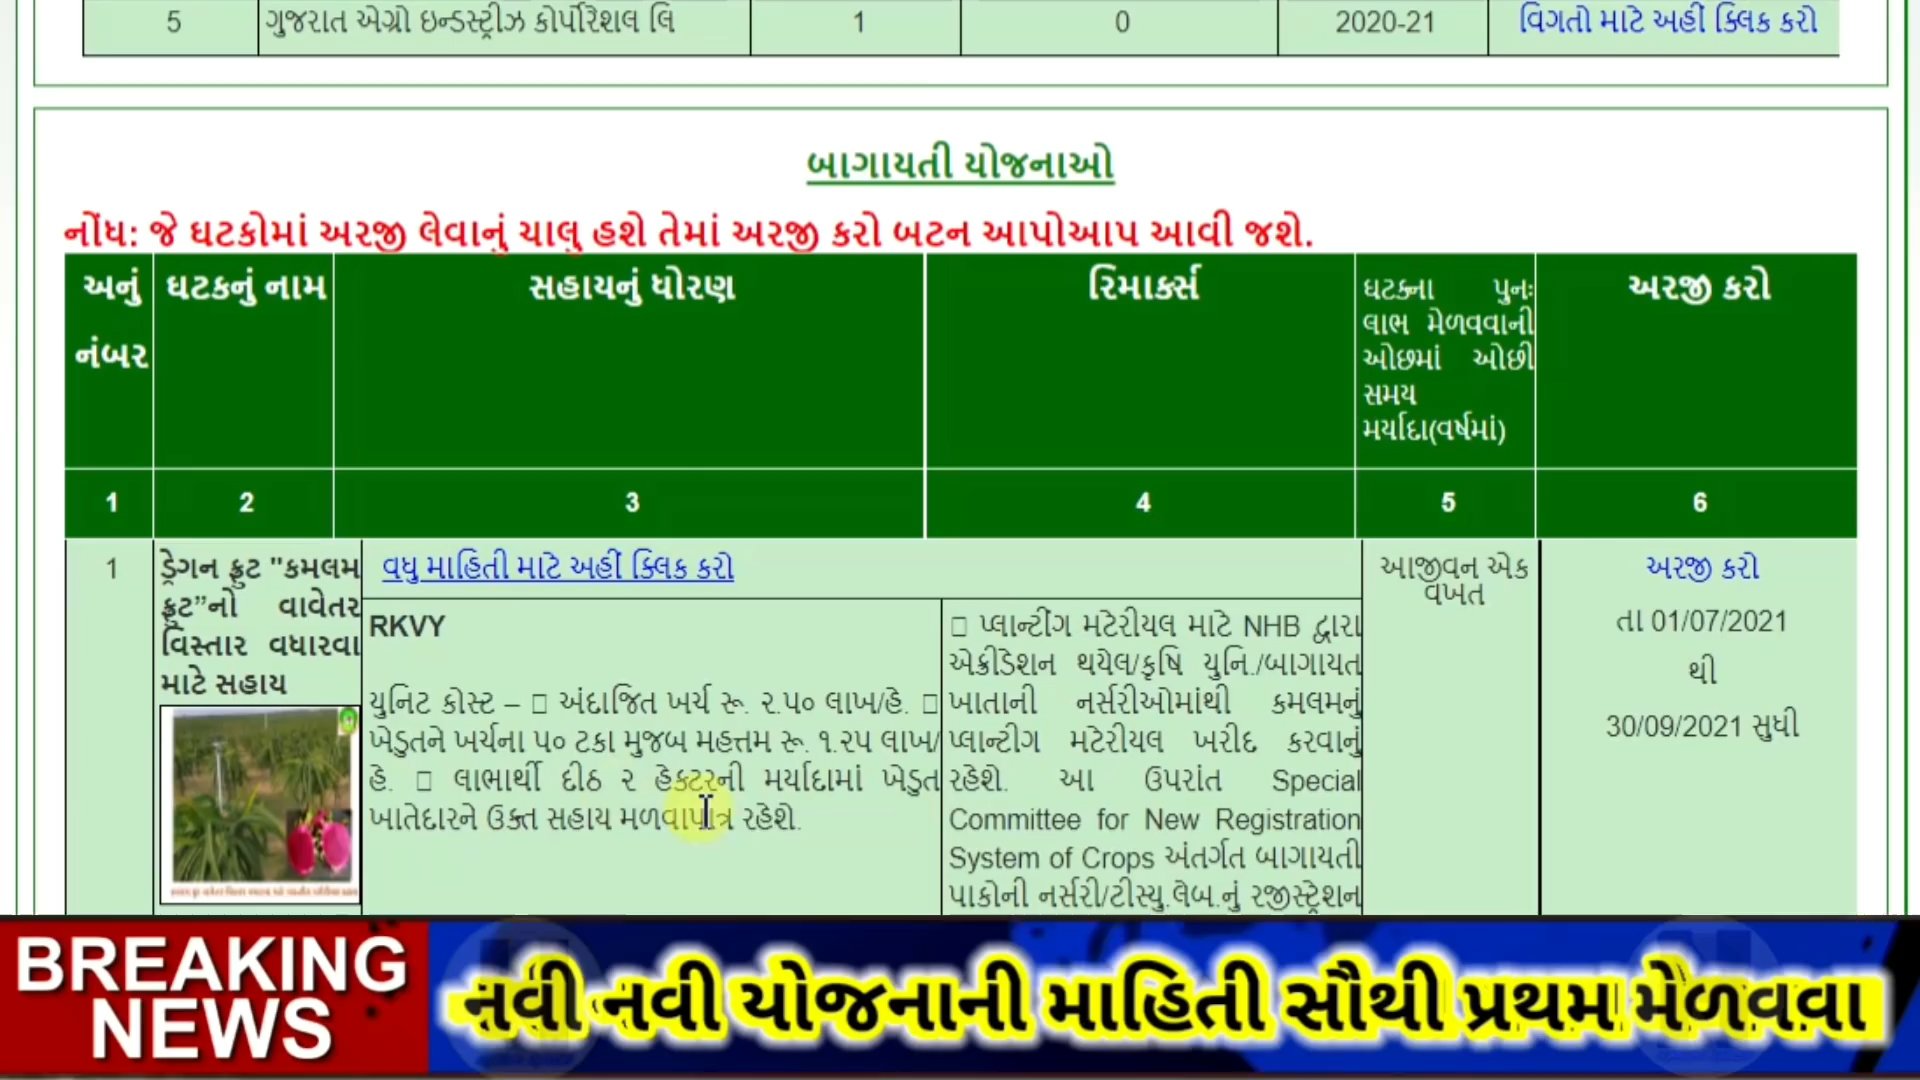 5 ગુજરાત એગ્રો ઇન્ડસ્ટ્રીઝ કોર્પોરેશલ લિ 1 0 2020-21 વિગતો માટે અહીં ક્લિક કરો
બાગાયતી યોજનાઓ
નોંધ: જે ઘટકોમાં અરજી લેવાનું ચાલુ હશે તેમાં અરજી કરો બટન આપોઆપ આવી જશે.
અનું
નંબર
ઘટકનું નામ
સહાયનું ધોરણ
રિમાર્ક્સ
ઘટકના પુનઃ
લાભ મેળવવાની
ઓછમાં ઓછી
સમય
મર્યાદા(વર્ષમાં)
અરજી કરો
1 2 3 4 5 6
1
ડ્રેગન ફ્રુટ "કમલમ
ફ્રુટ”નો વાવેતર
વિસ્તાર વધારવા
માટે સહાય
વધુ માહિતી માટે અહીં ક્લિક કરો
RKVY
યુનિટ કોસ્ટ – □ અંદાજિત ખર્ચ રૂ. ૨.૫૦ લાખ/હે. □
ખેડુતને ખર્ચના ૫૦ ટકા મુજબ મહત્તમ રૂ. ૧.૨૫ લાખ/
હે. □ લાભાર્થી દીઠ ૨ હેક્ટરની મર્યાદામાં ખેડુત
ખાતેદારને ઉક્ત સહાય મળવાપાત્ર રહેશે.
□ પ્લાન્ટીંગ મટેરીયલ માટે NHB દ્વારા
એક્રીડેશન થયેલ/કૃષિ યુનિ./બાગાયત
ખાતાની નર્સરીઓમાંથી કમલમનું
પ્લાન્ટીગ મટેરીયલ ખરીદ કરવાનું
રહેશે. આ ઉપરાંત Special
Committee for New Registration
System of Crops અંતર્ગત બાગાયતી
પાકોની નર્સરી/ટીસ્યુ.લેબ.નું રજીસ્ટ્રેશન
આજીવન એક
વખત
અરજી કરો
તા 01/07/2021
થી
30/09/2021 સુધી
BREAKING
NEWS
નવી નવી યોજનાની માહિતી સૌથી પ્રથમ મેળવવા